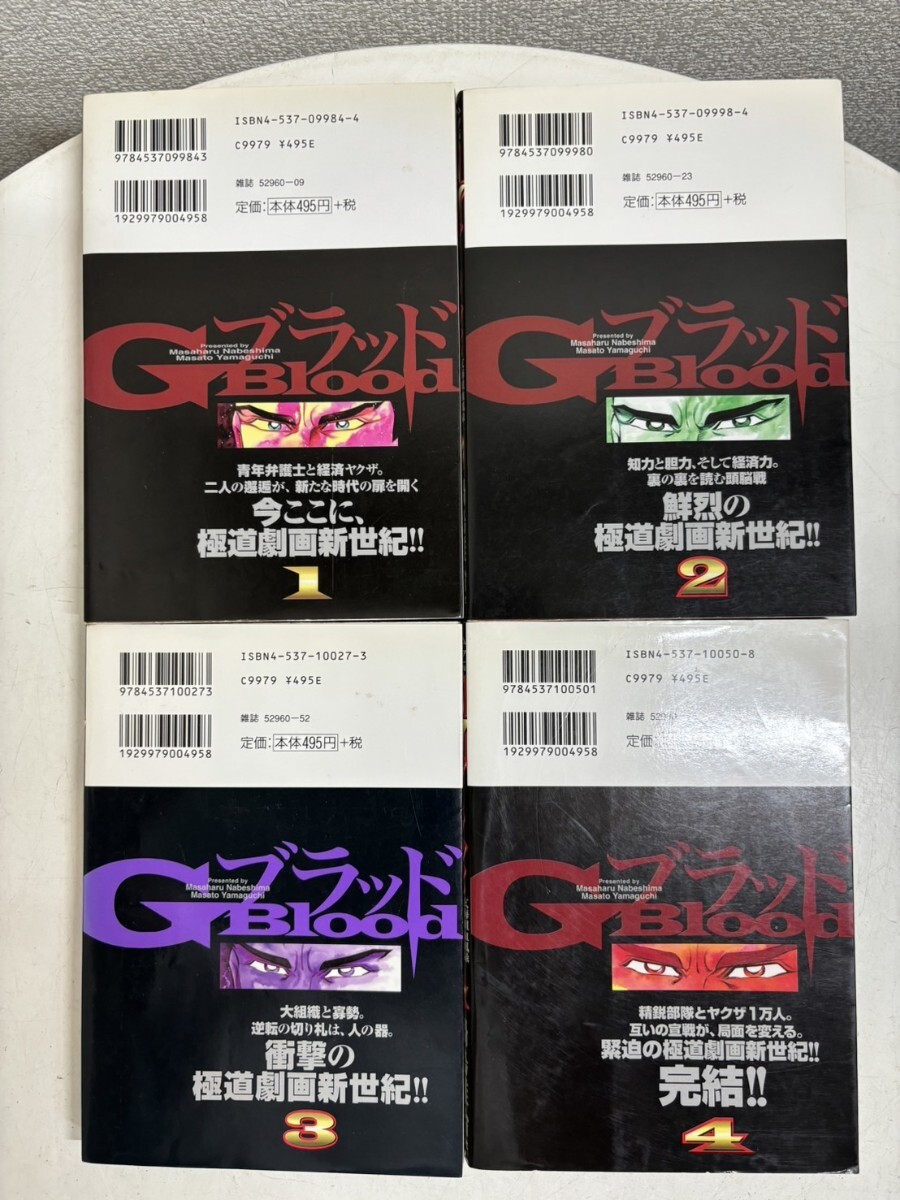 ISBN4-537-09984-4
C9979 ¥495E
9784537099843
雑誌 52960-09
1929979004958
定価:本体495円+税
Gブラッド
Presented by
Masaharu Nabeshima
Masato Yamaguchi
Blood
青年弁護士と経済ヤクザ。
二人の邂逅が、新たな時代の扉を開く
今ここに、
極道劇画新世紀!!
1
ISBN4-537-09998-4
C9979 ¥495E
9784537099980
雑誌 52960-23
1929979004958
定価:本体495円+税
Gブラッド
Presented by
Masaharu Nabeshima
Masato Yamaguchi
Blood
知力と胆力、そして経済力。
裏の裏を読む頭脳戦
鮮烈の
極道劇画新世紀!!
2
ISBN4-537-10027-3
C9979 ¥495E
9784537100273
雑誌 52960-52
1929979004958
定価:本体495円+税
Gブラッド
Presented by
Masaharu Nabeshima
Masato Yamaguchi
Blood
大組織と寡勢。
逆転の切り札は、人の器。
衝撃の
極道劇画新世紀!!
3
ISBN4-537-10050-8
C9979 ¥495E
9784537100501
雑誌
1929979004958
定価:
Gブラッド
Presented by
Masaharu Nabeshima
Masato Yamaguchi
Blood
精鋭部隊とヤクザ1万人。
互いの宣戦が、局面を変える。
緊迫の極道劇画新世紀!!
完結!!
4